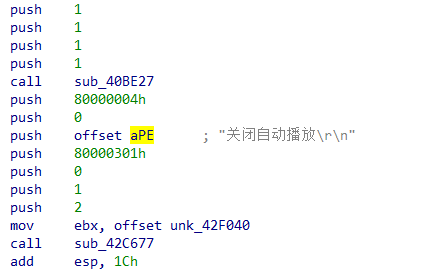 push 1
push 1
push 1
push 1
call sub_40BE27
push 80000004h
push 0
push offset aPE ; "关闭自动播放\r\n"
push 80000301h
push 0
push 1
push 2
mov ebx, offset unk_42F040
call sub_42C677
add esp, 1Ch